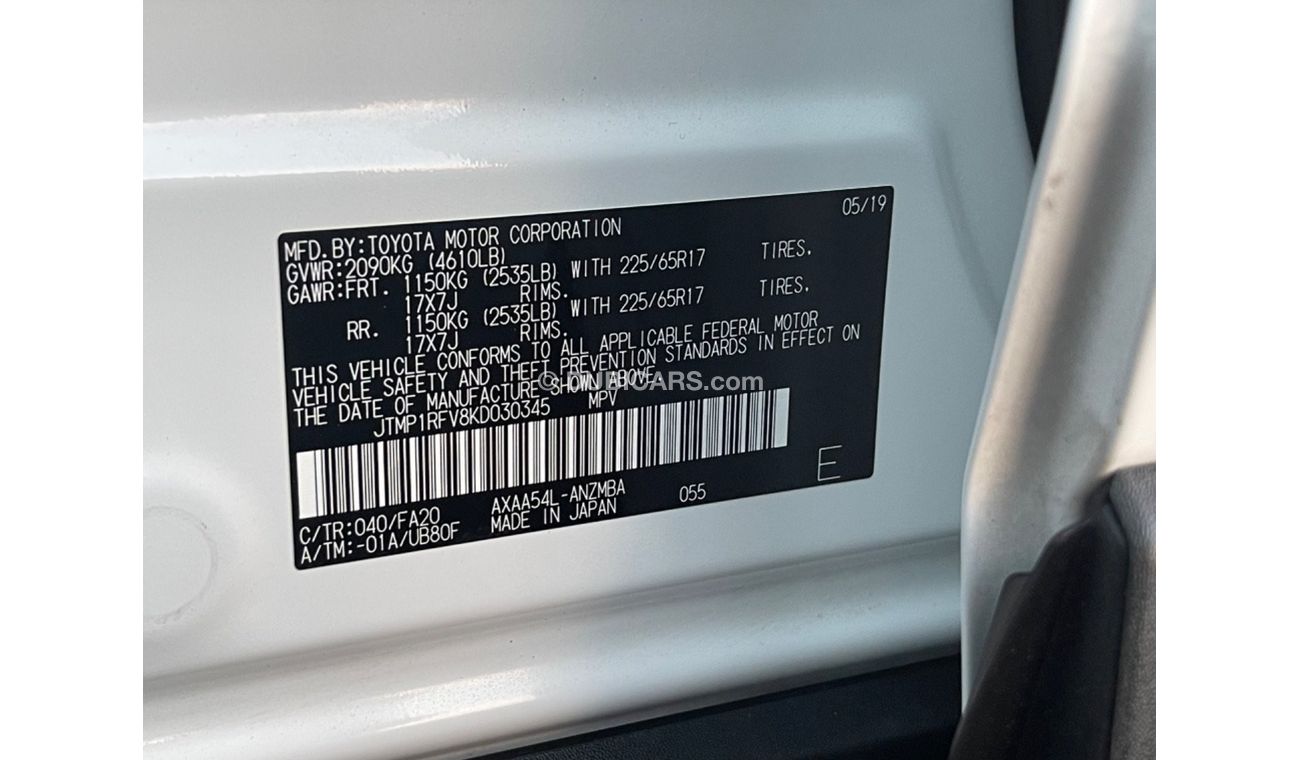 05/19
MFD.BY:TOYOTA MOTOR CORPORATION
GVWR:2090KG (4610LB)
GAWR:FRT. 1150KG (2535LB) WITH 225/65R17 TIRES.
17X7J RIMS.
RR. 1150KG (2535LB) WITH 225/65R17 TIRES.
17X7J RIMS.
THIS VEHICLE CONFORMS TO ALL APPLICABLE FEDERAL MOTOR
VEHICLE SAFETY AND THEFT PREVENTION STANDARDS IN EFFECT ON
THE DATE OF MANUFACTURE SHOWN ABOVE.
© DUBICARS.com
JTMP1RFV8KD030345 MPV
E
C/TR:040/FA20 AXAA54L-ANZMBA 055
A/TM:-01A/UB80F MADE IN JAPAN